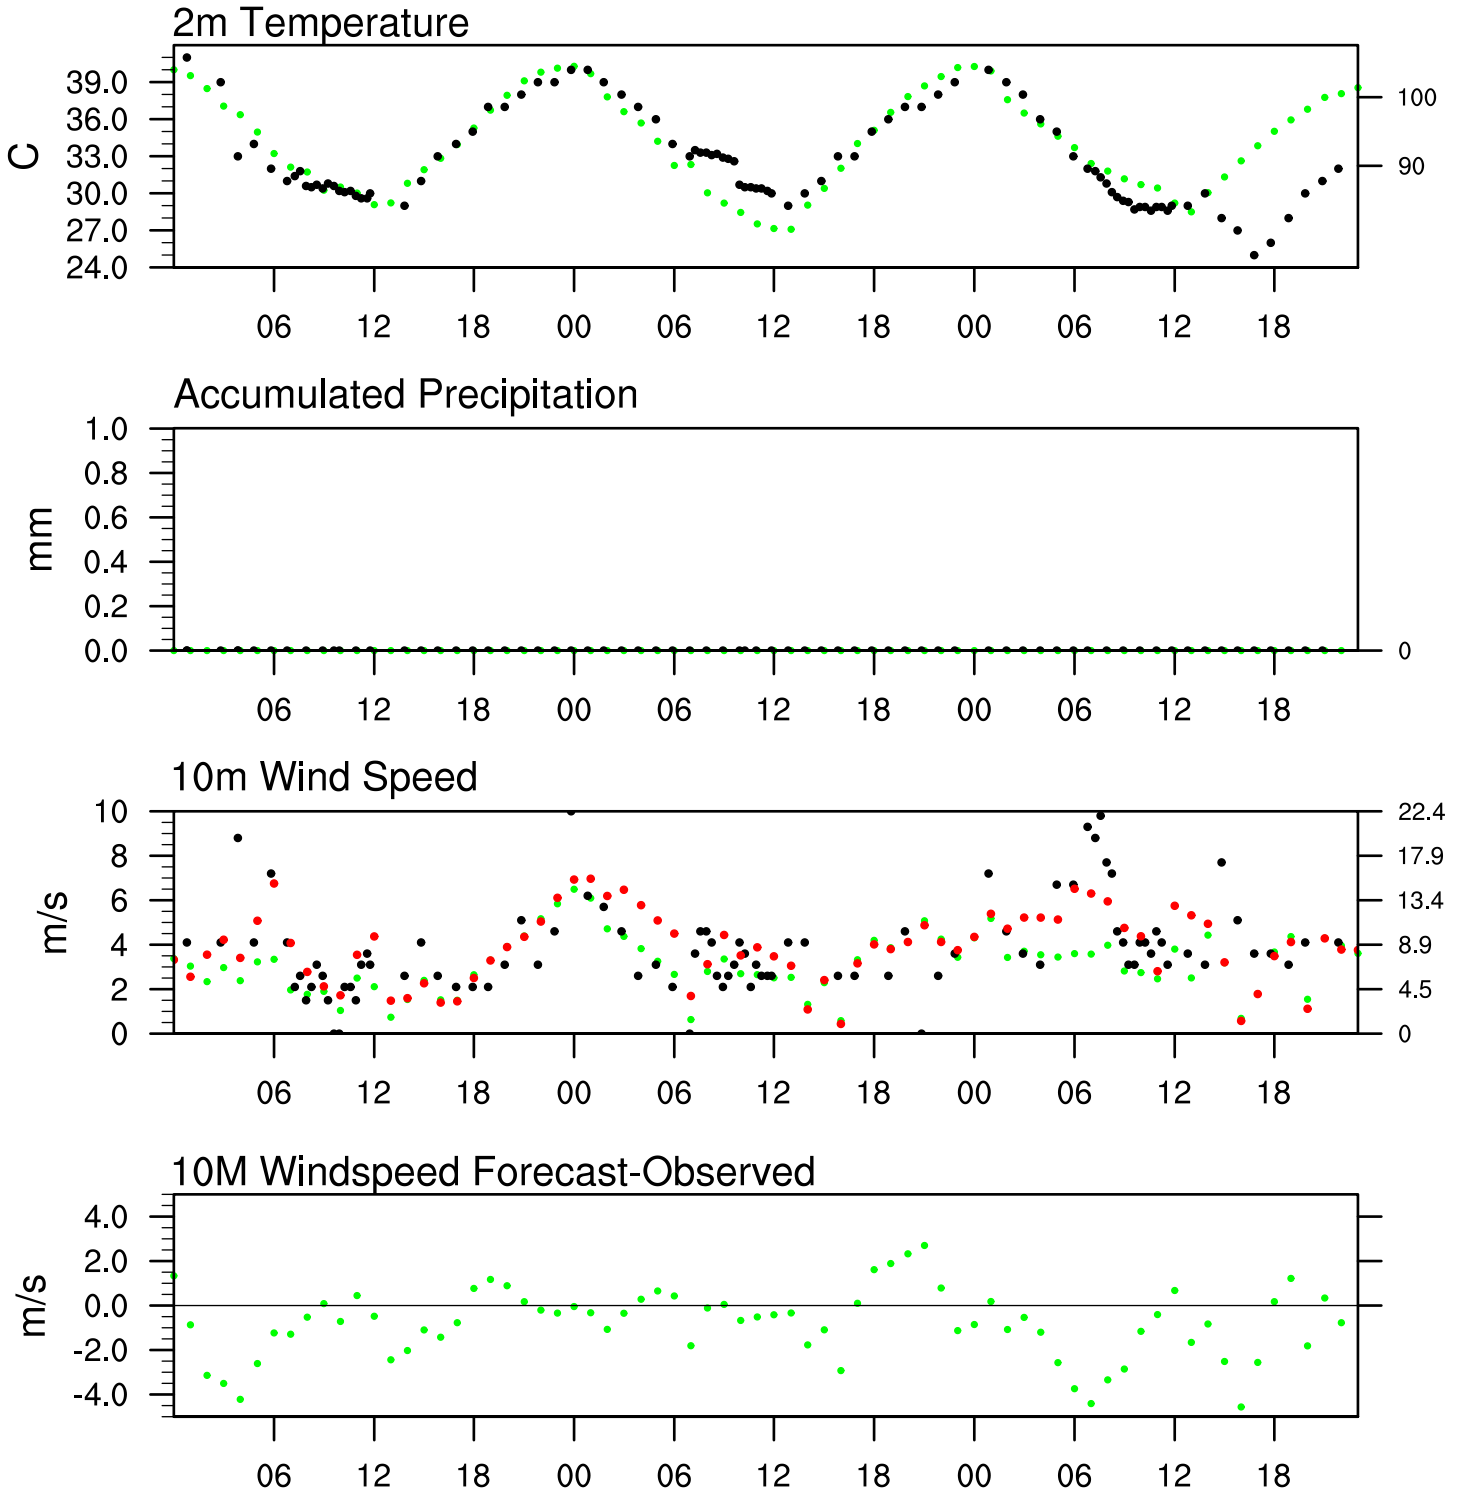 2m Temperature
39.0
36.0
33.0
30.0
27.0
24.0
C
100
90
06 12 18 00 06 12 18 00 06 12 18
Accumulated Precipitation
1.0
0.8
0.6
0.4
0.2
0.0
mm
0
06 12 18 00 06 12 18 00 06 12 18
10m Wind Speed
10
8
6
4
2
0
m/s
22.4
17.9
13.4
8.9
4.5
0
06 12 18 00 06 12 18 00 06 12 18
10M Windspeed Forecast-Observed
4.0
2.0
0.0
-2.0
-4.0
m/s
06 12 18 00 06 12 18 00 06 12 18